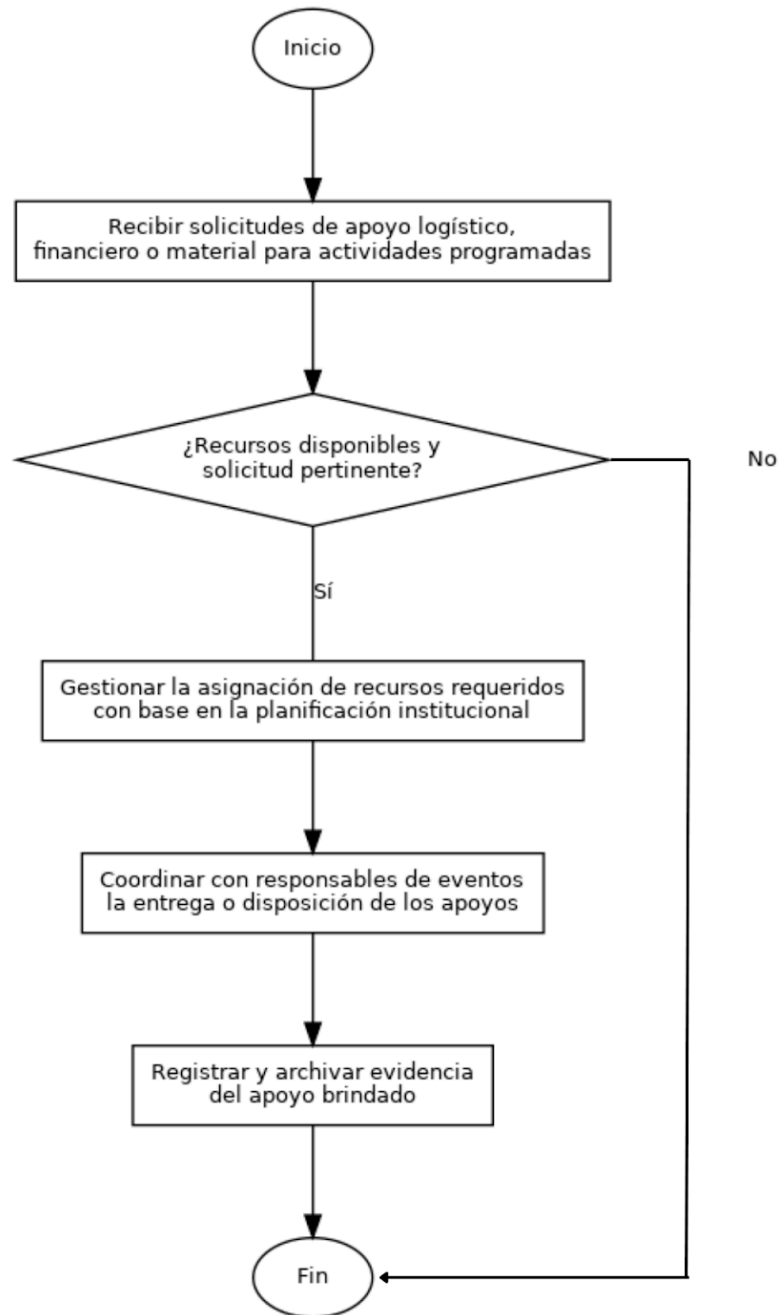 Inicio
Recibir solicitudes de apoyo logístico,
financiero o material para actividades programadas
¿Recursos disponibles y
solicitud pertinente?
No
Sí
Gestionar la asignación de recursos requeridos
con base en la planificación institucional
Coordinar con responsables de eventos
la entrega o disposición de los apoyos
Registrar y archivar evidencia
del apoyo brindado
Fin